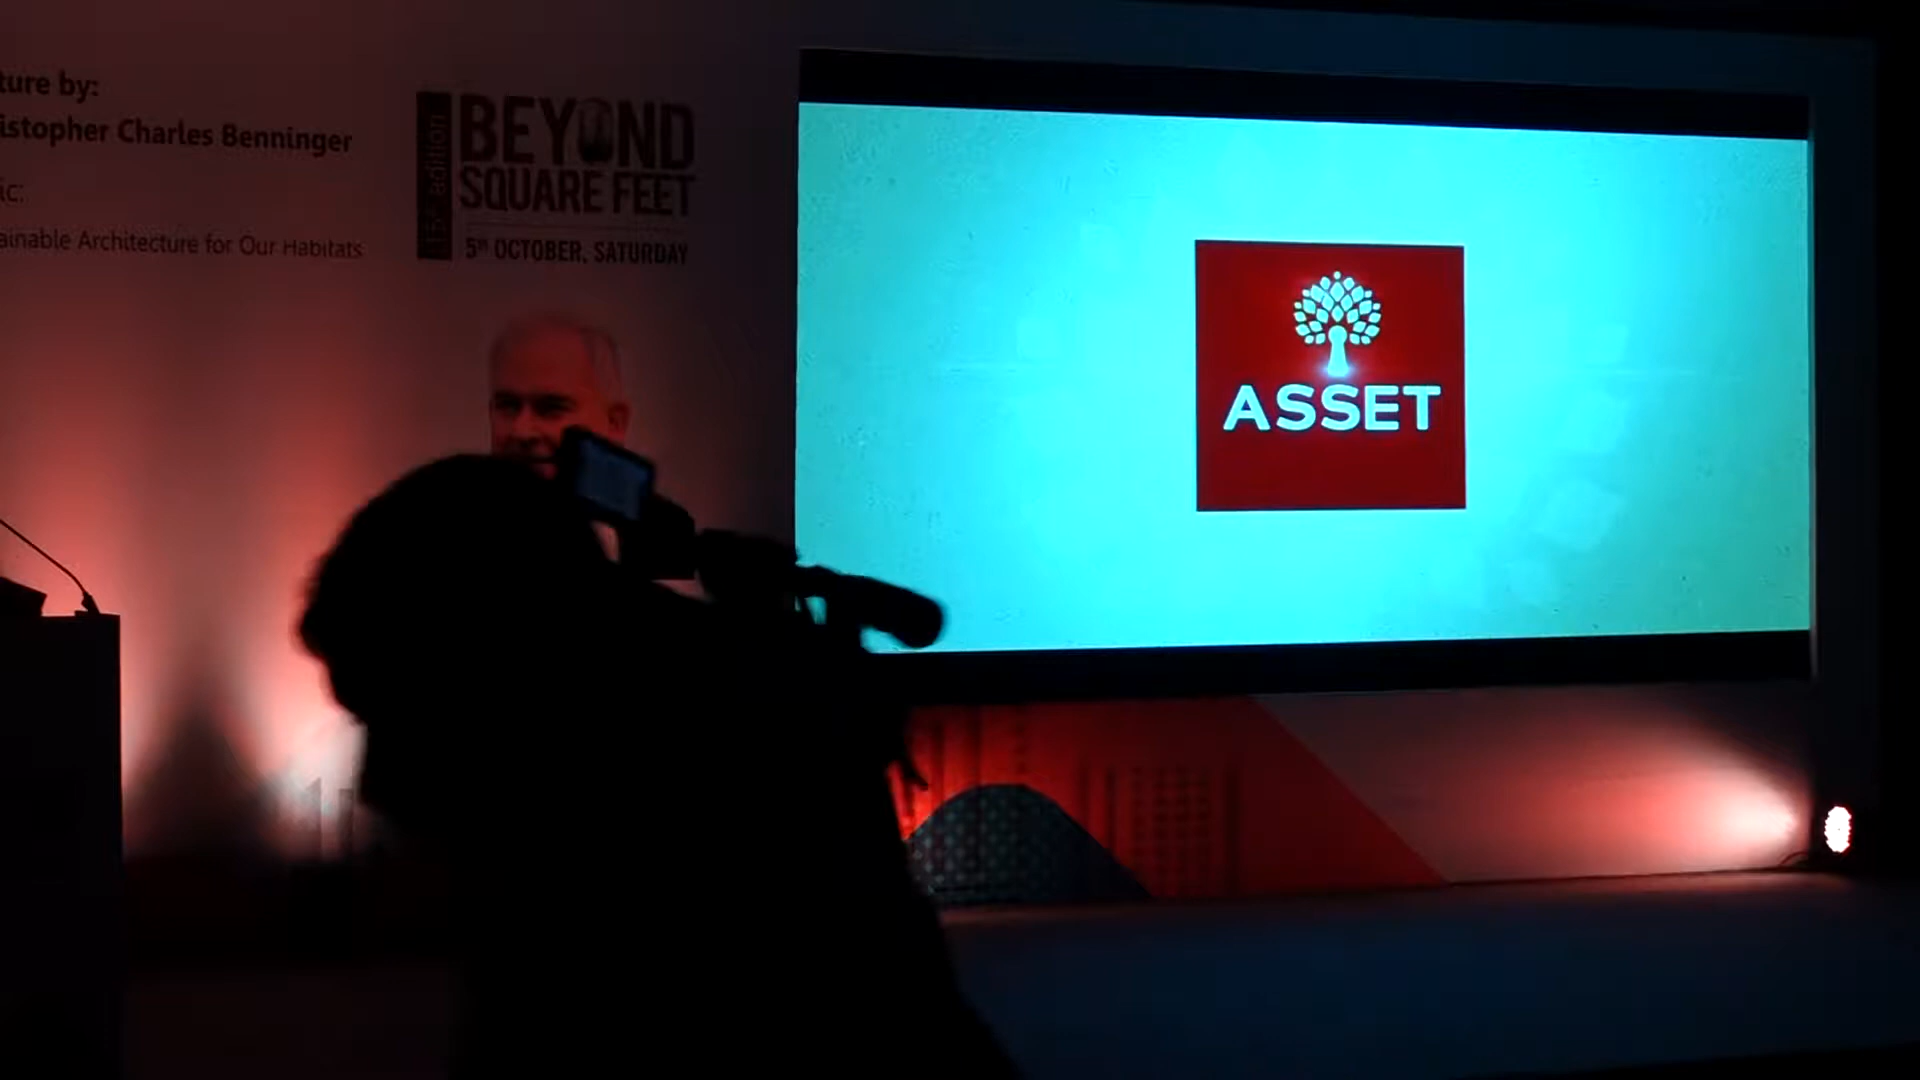 ture by:
istopher Charles Benninger
ic:
ainable Architecture for Our Habitats
15th edition
BEYOND
SQUARE FEET
5th OCTOBER, SATURDAY
ASSET